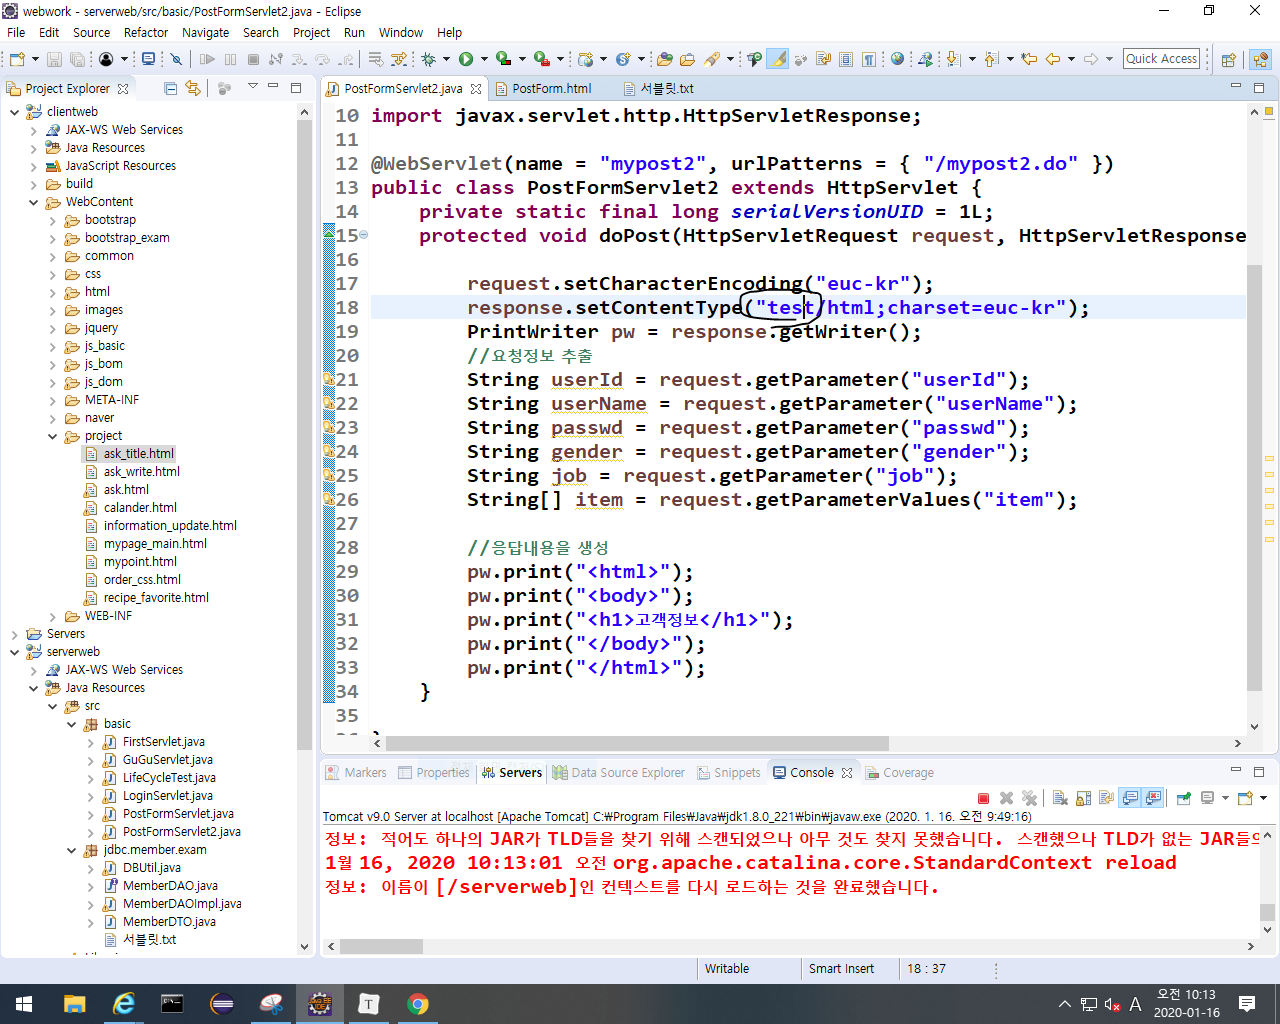 webwork - serverweb/src/basic/PostFormServlet2.java - Eclipse
File Edit Source Refactor Navigate Search Project Run Window Help
Quick Access
Project Explorer
clientweb
JAX-WS Web Services
Java Resources
JavaScript Resources
build
WebContent
bootstrap
bootstrap_exam
common
css
html
images
jquery
js_basic
js_bom
js_dom
META-INF
naver
project
ask_title.html
ask_write.html
ask.html
calander.html
information_update.html
mypage_main.html
mypoint.html
order_css.html
recipe_favorite.html
WEB-INF
Servers
serverweb
JAX-WS Web Services
Java Resources
src
basic
FirstServlet.java
GuGuServlet.java
LifeCycleTest.java
LoginServlet.java
PostFormServlet.java
PostFormServlet2.java
jdbc.member.exam
DBUtil.java
MemberDAO.java
MemberDAOImpl.java
MemberDTO.java
서블릿.txt
PostFormServlet2.java PostForm.html 서블릿.txt
10 import javax.servlet.http.HttpServletResponse;
11
12 @WebServlet(name = "mypost2", urlPatterns = { "/mypost2.do" })
13 public class PostFormServlet2 extends HttpServlet {
14 private static final long serialVersionUID = 1L;
15 protected void doPost(HttpServletRequest request, HttpServletResponse
16
17 request.setCharacterEncoding("euc-kr");
18 response.setContentType("test/html;charset=euc-kr");
19 PrintWriter pw = response.getWriter();
20 //요청정보 추출
21 String userId = request.getParameter("userId");
22 String userName = request.getParameter("userName");
23 String passwd = request.getParameter("passwd");
24 String gender = request.getParameter("gender");
25 String job = request.getParameter("job");
26 String[] item = request.getParameterValues("item");
27
28 //응답내용을 생성
29 pw.print("<html>");
30 pw.print("<body>");
31 pw.print("<h1>고객정보</h1>");
32 pw.print("</body>");
33 pw.print("</html>");
34 }
35
Markers Properties Servers Data Source Explorer Snippets Console Coverage
Tomcat v9.0 Server at localhost [Apache Tomcat] C:₩Program Files₩Java₩jdk1.8.0_221₩bin₩javaw.exe (2020. 1. 16. 오전 9:49:16)
정보: 적어도 하나의 JAR가 TLD들을 찾기 위해 스캔되었으나 아무 것도 찾지 못했습니다. 스캔했으나 TLD가 없는 JAR들의
1월 16, 2020 10:13:01 오전 org.apache.catalina.core.StandardContext reload
정보: 이름이 [/serverweb]인 컨텍스트를 다시 로드하는 것을 완료했습니다.
Writable Smart Insert 18 : 37
A 오전 10:13
2020-01-16